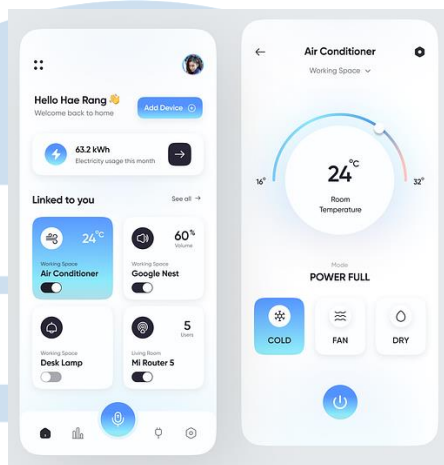 Hello Hae Rang 👋
Welcome back to home
Add Device
63.2 kWh
Electricity usage this month
Linked to you
See all →
24°C
Working Space
Air Conditioner
60%
Volume
Working Space
Google Nest
Working Space
Desk Lamp
5
Users
Living Room
Mi Router S
← Air Conditioner
Working Space
24°C
Room
Temperature
16°
32°
Mode
POWER FULL
COLD
FAN
DRY